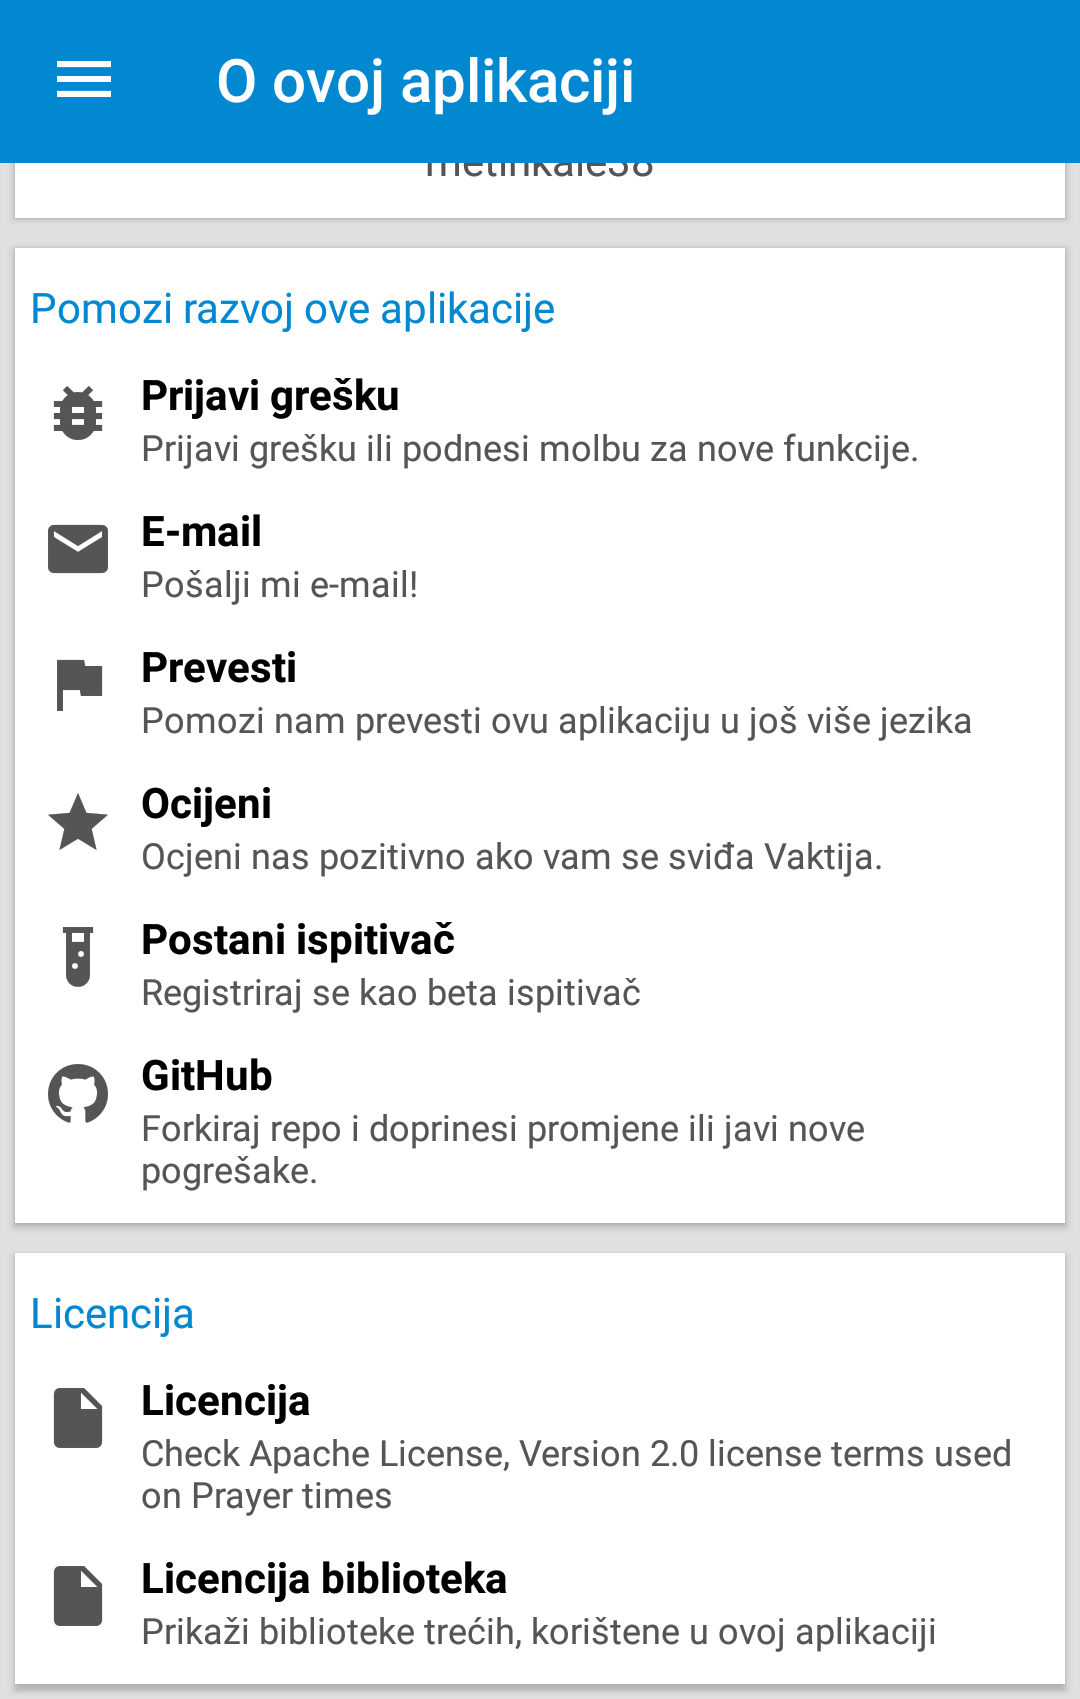 O ovoj aplikaciji
metinkale38
Pomozi razvoj ove aplikacije
Prijavi grešku
Prijavi grešku ili podnesi molbu za nove funkcije.
E-mail
Pošalji mi e-mail!
Prevesti
Pomozi nam prevesti ovu aplikaciju u još više jezika
Ocijeni
Ocjeni nas pozitivno ako vam se sviđa Vaktija.
Postani ispitivač
Registriraj se kao beta ispitivač
GitHub
Forkiraj repo i doprinesi promjene ili javi nove
pogrešake.
Licencija
Licencija
Check Apache License, Version 2.0 license terms used
on Prayer times
Licencija biblioteka
Prikaži biblioteke trećih, korištene u ovoj aplikaciji